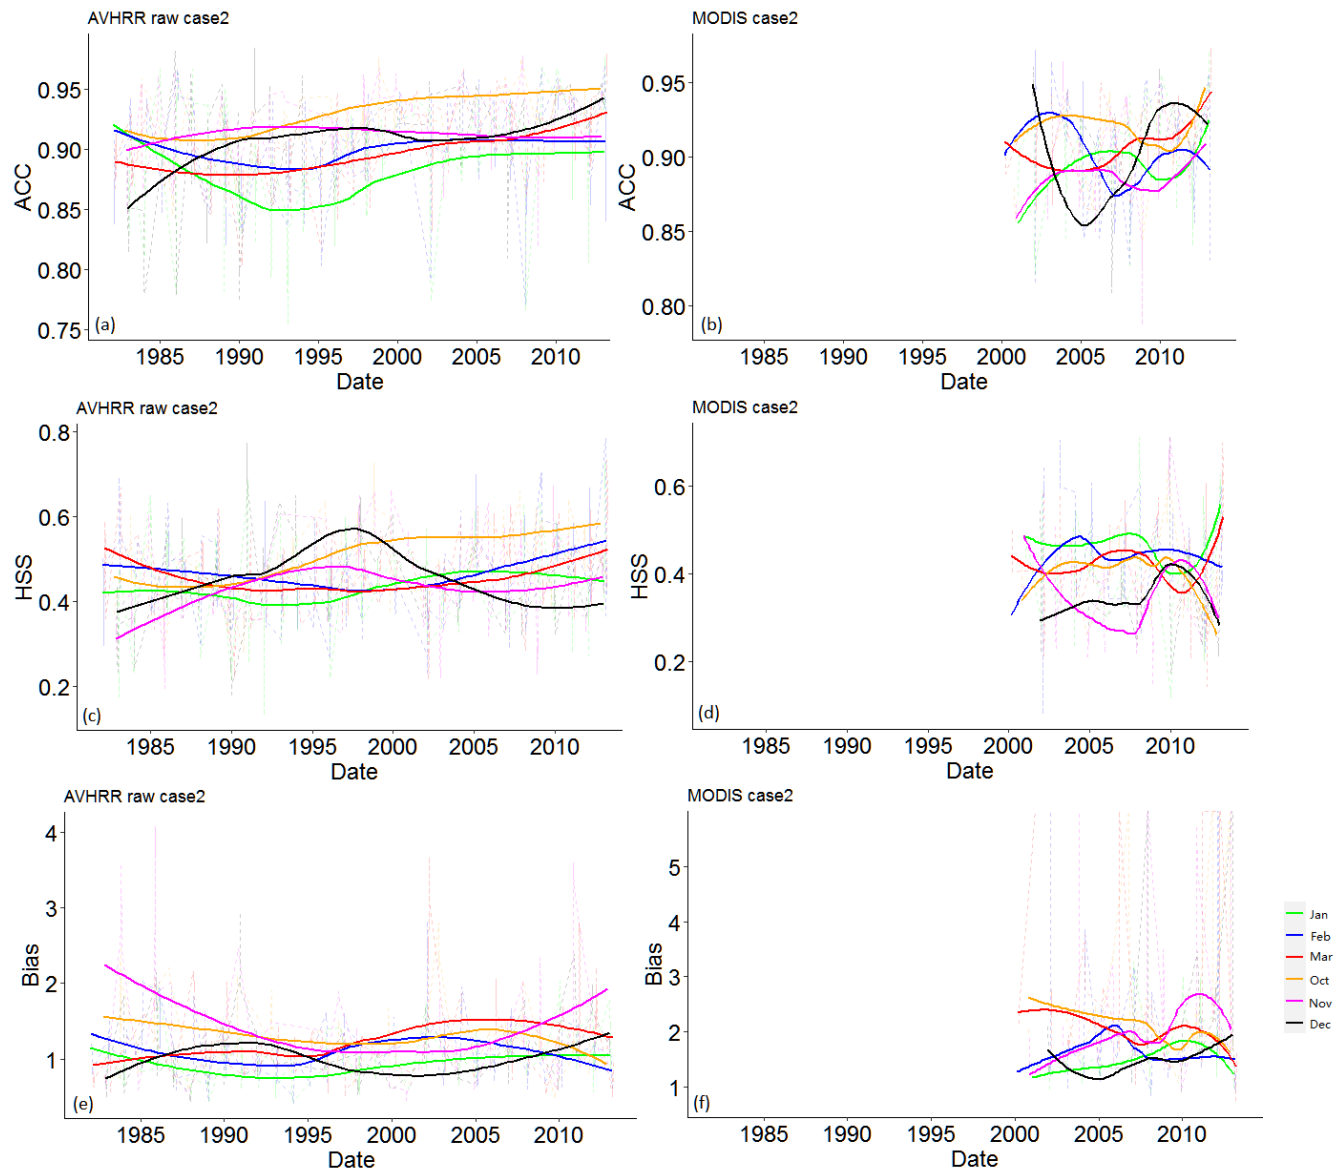 AVHRR raw case2
ACC
0.95
0.90
0.85
0.80
0.75
(a)
1985 1990 1995 2000 2005 2010
Date
MODIS case2
ACC
0.95
0.90
0.85
0.80
(b)
1985 1990 1995 2000 2005 2010
Date
AVHRR raw case2
HSS
0.8
0.6
0.4
0.2
(c)
1985 1990 1995 2000 2005 2010
Date
MODIS case2
HSS
0.6
0.4
0.2
(d)
1985 1990 1995 2000 2005 2010
Date
AVHRR raw case2
Bias
4
3
2
1
(e)
1985 1990 1995 2000 2005 2010
Date
MODIS case2
Bias
5
4
3
2
1
(f)
1985 1990 1995 2000 2005 2010
Date
Jan
Feb
Mar
Oct
Nov
Dec